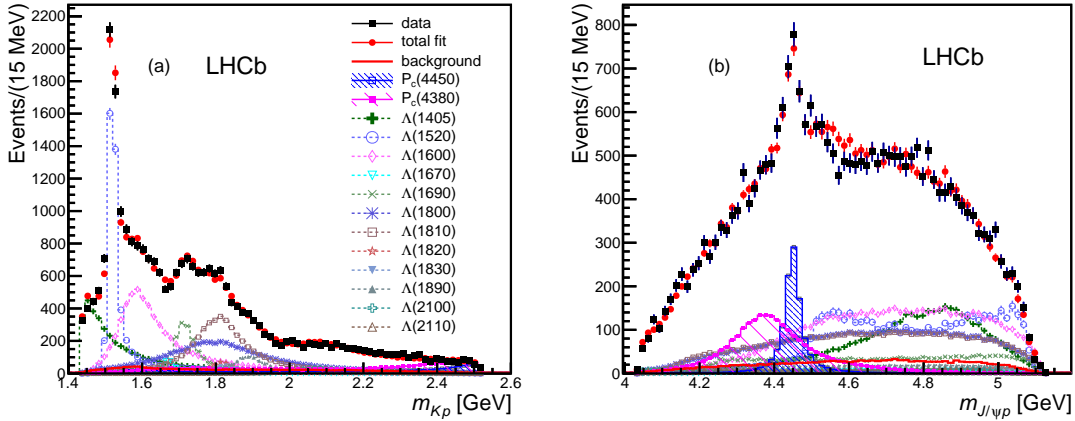 Events/(15 MeV)
2200
2000
1800
1600
1400
1200
1000
800
600
400
200
0
1.4
1.6
1.8
2
2.2
2.4
2.6
m_{Kp} [GeV]
(a)
LHCb
data
total fit
background
P_c(4450)
P_c(4380)
Λ(1405)
Λ(1520)
Λ(1600)
Λ(1670)
Λ(1690)
Λ(1800)
Λ(1810)
Λ(1820)
Λ(1830)
Λ(1890)
Λ(2100)
Λ(2110)
Events/(15 MeV)
800
700
600
500
400
300
200
100
0
4
4.2
4.4
4.6
4.8
5
m_{J/ψp} [GeV]
(b)
LHCb